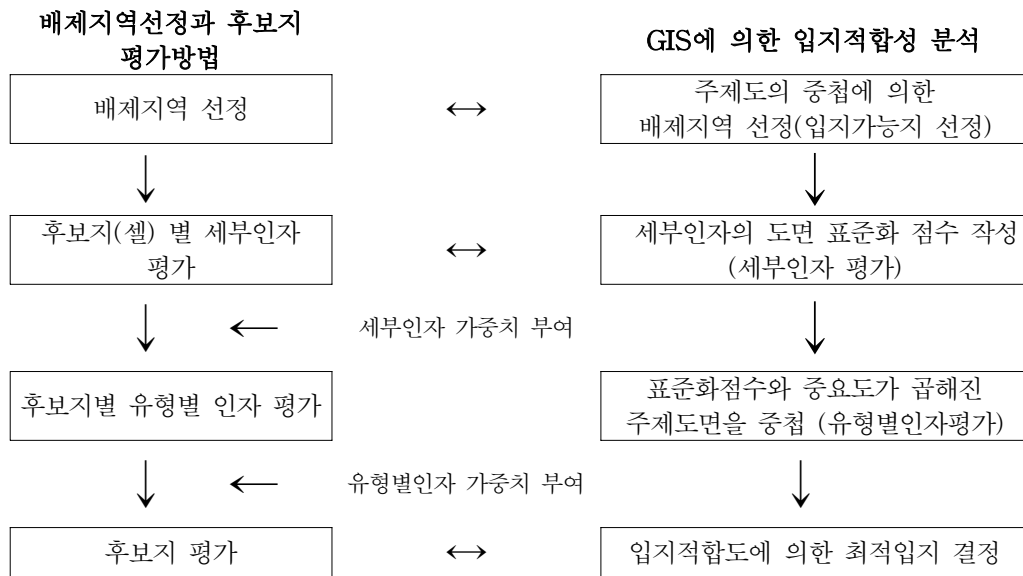 배제지역선정과 후보지
평가방법
GIS에 의한 입지적합성 분석
배제지역 선정
↔
주제도의 중첩에 의한
배제지역 선정(입지가능지 선정)
후보지(셀) 별 세부인자
평가
↔
세부인자의 도면 표준화 점수 작성
(세부인자 평가)
세부인자 가중치 부여
후보지별 유형별 인자 평가
표준화점수와 중요도가 곱해진
주제도면을 중첩 (유형별인자평가)
유형별인자 가중치 부여
후보지 평가
↔
입지적합도에 의한 최적입지 결정